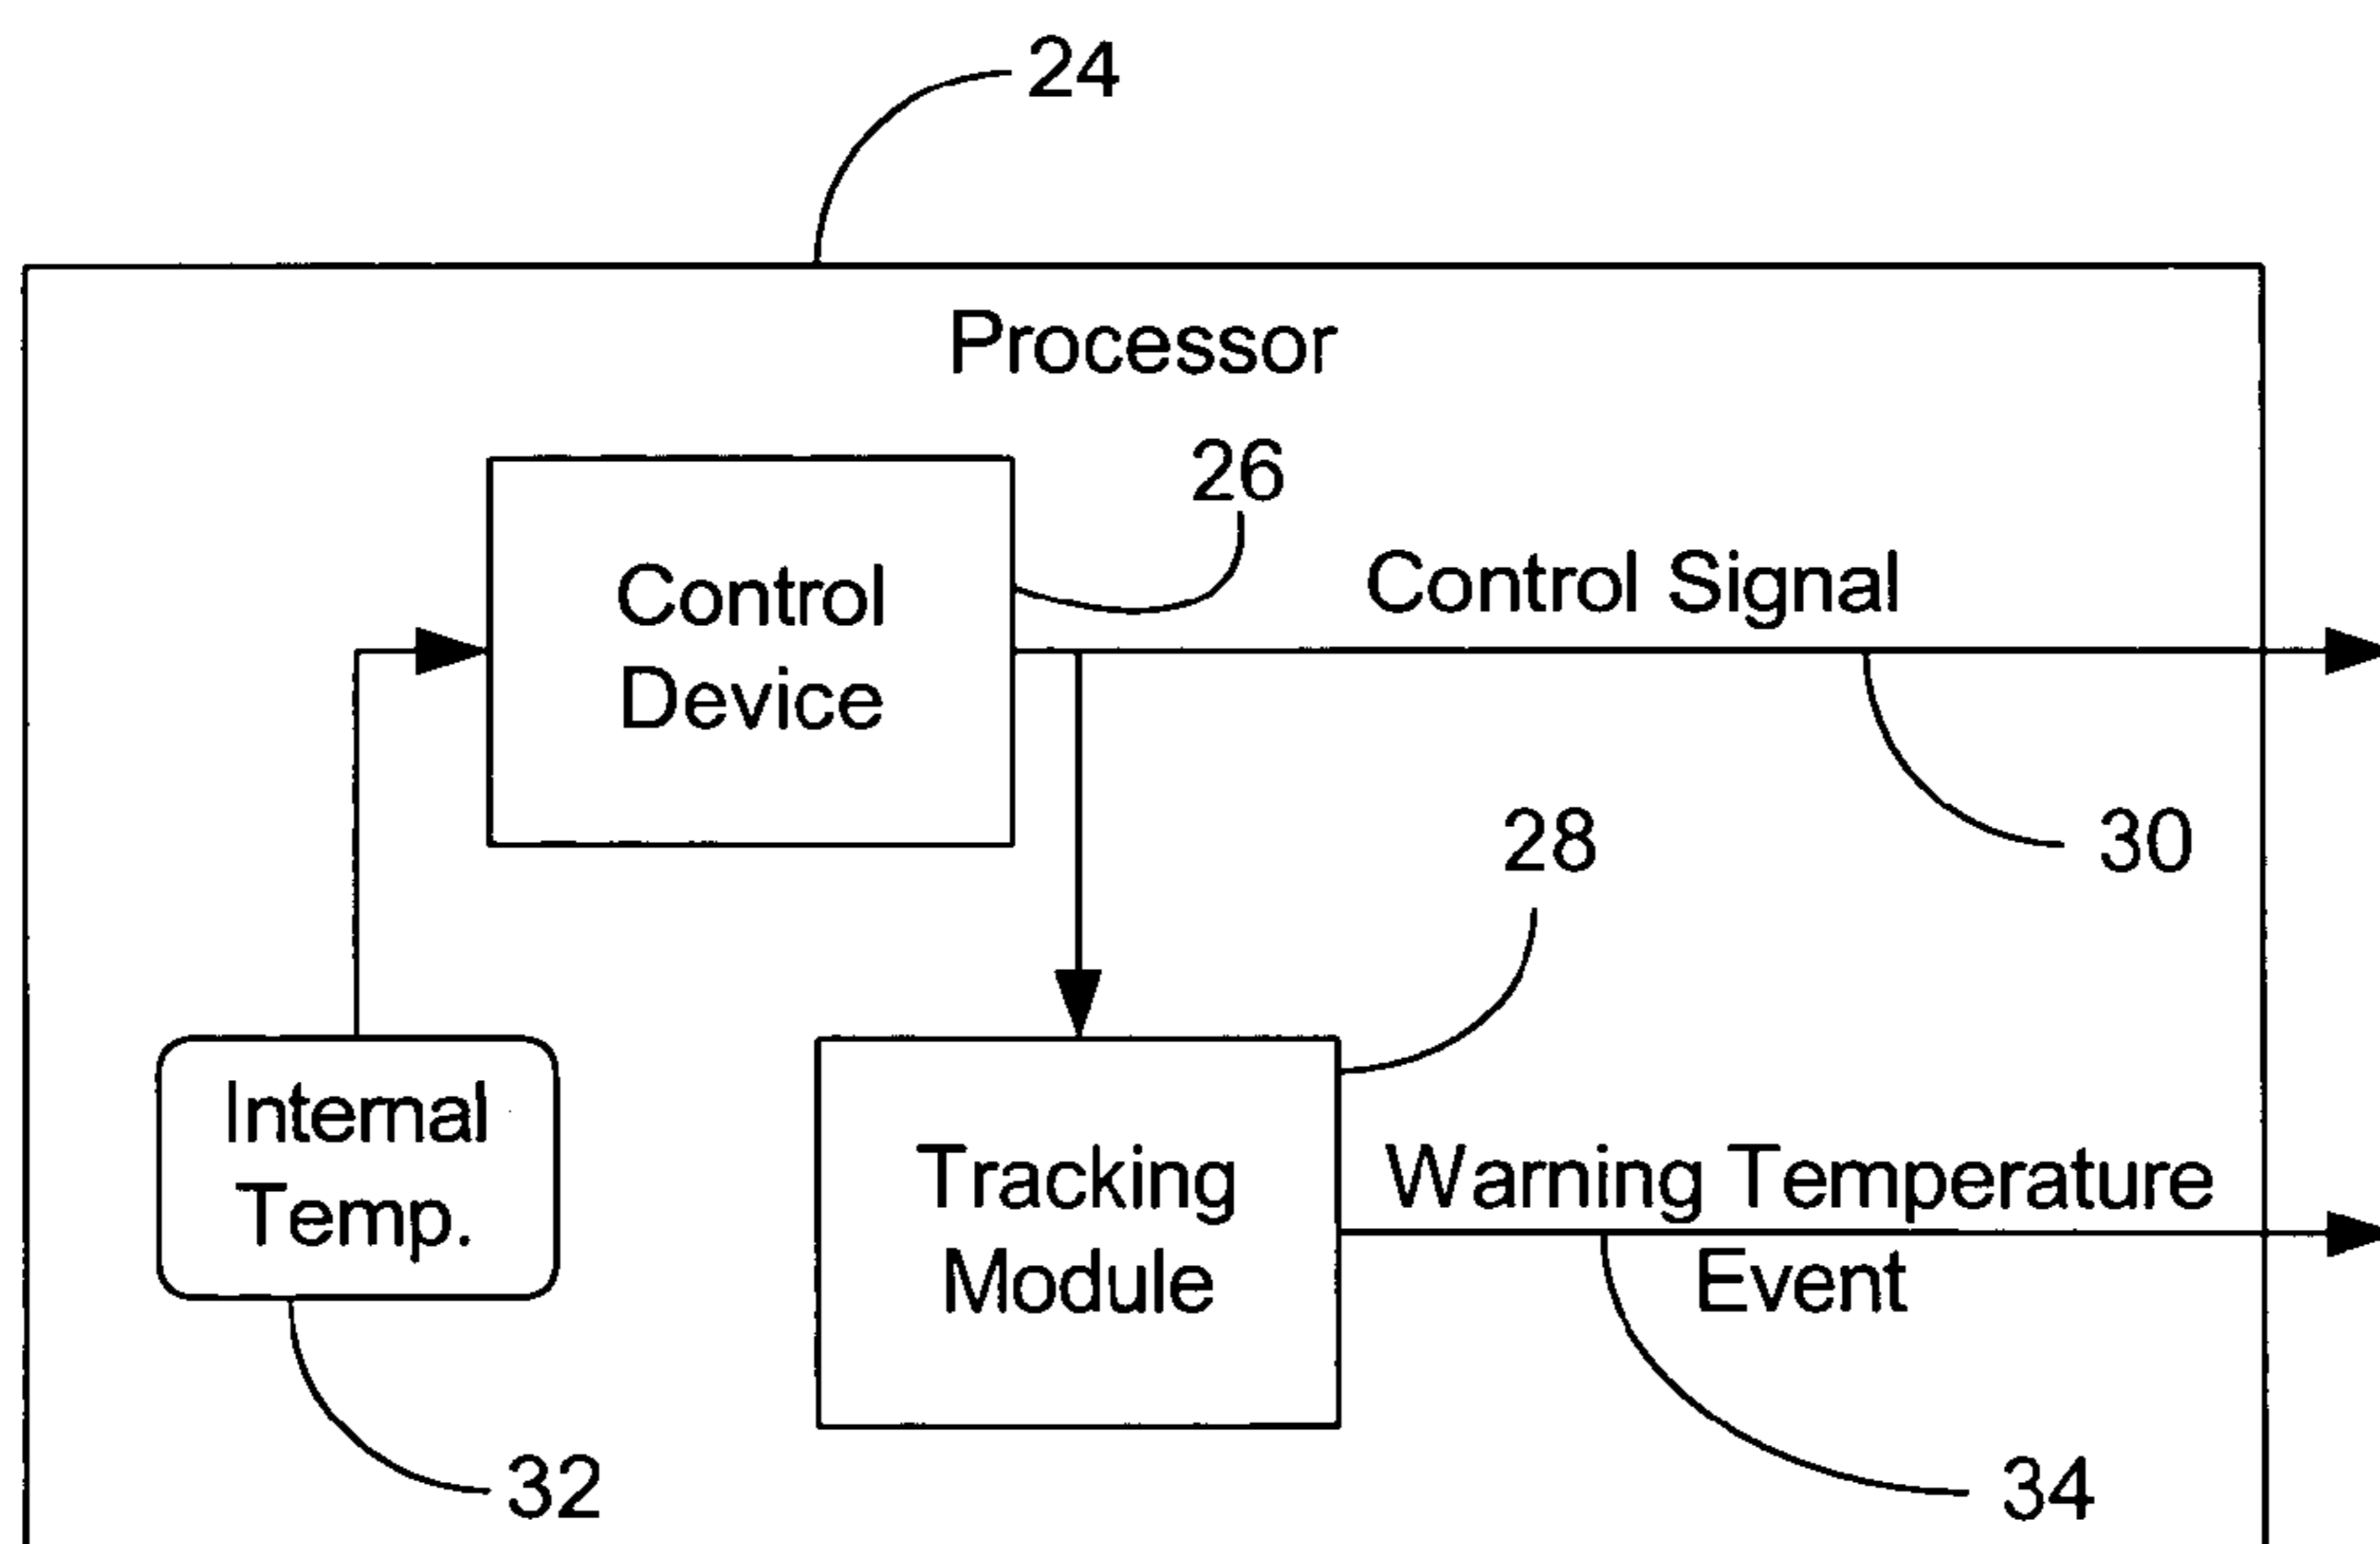 24
Processor
26
Control
Device
Control Signal
28
30
Internal
Temp.
Tracking
Module
Warning Temperature
Event
32
34